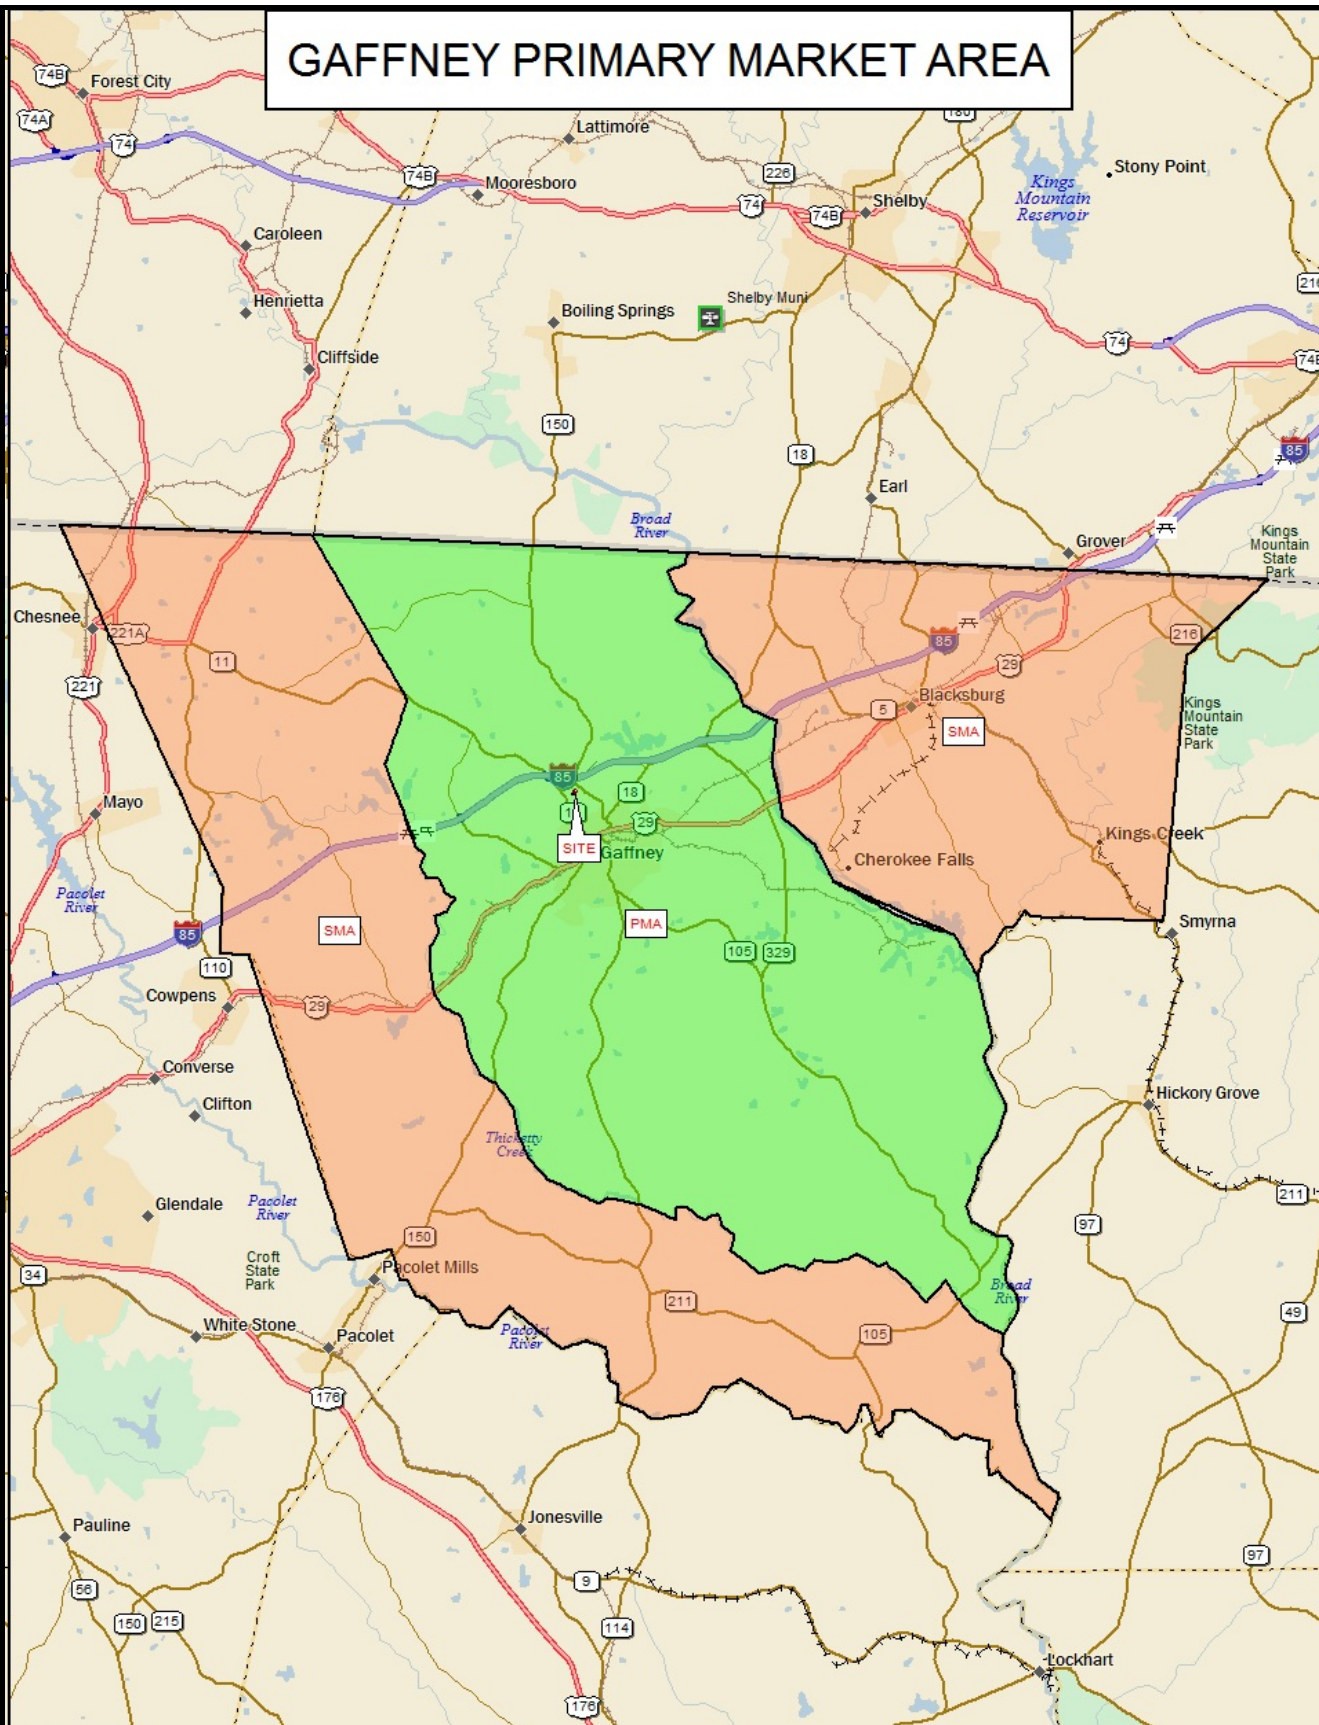 GAFFNEY PRIMARY MARKET AREA
74B
Forest City
74A
74
Lattimore
180
74B
Mooresboro
226
Stony Point
Kings
Mountain
Reservoir
74
74B
Shelby
Caroleen
Henrietta
Boiling Springs
Shelby Muni
216
Cliffside
74
74B
150
18
85
Earl
Broad
River
Grover
Kings
Mountain
State
Park
Chesnee
221A
11
85
216
29
221
Blacksburg
5
SMA
Kings
Mountain
State
Park
Mayo
85
18
29
SITE
Gaffney
Kings Creek
Cherokee Falls
Pacolet
River
SMA
PMA
Smyrna
85
105
329
110
Cowpens
29
Converse
Clifton
Hickory Grove
Thicketty
Creek
Glendale
Pacolet
River
211
97
150
Croft
State
Park
34
Pacolet Mills
Broad
River
211
49
White Stone
Pacolet
Pacolet
River
105
176
Pauline
Jonesville
97
56
9
150
215
114
Lockhart
176